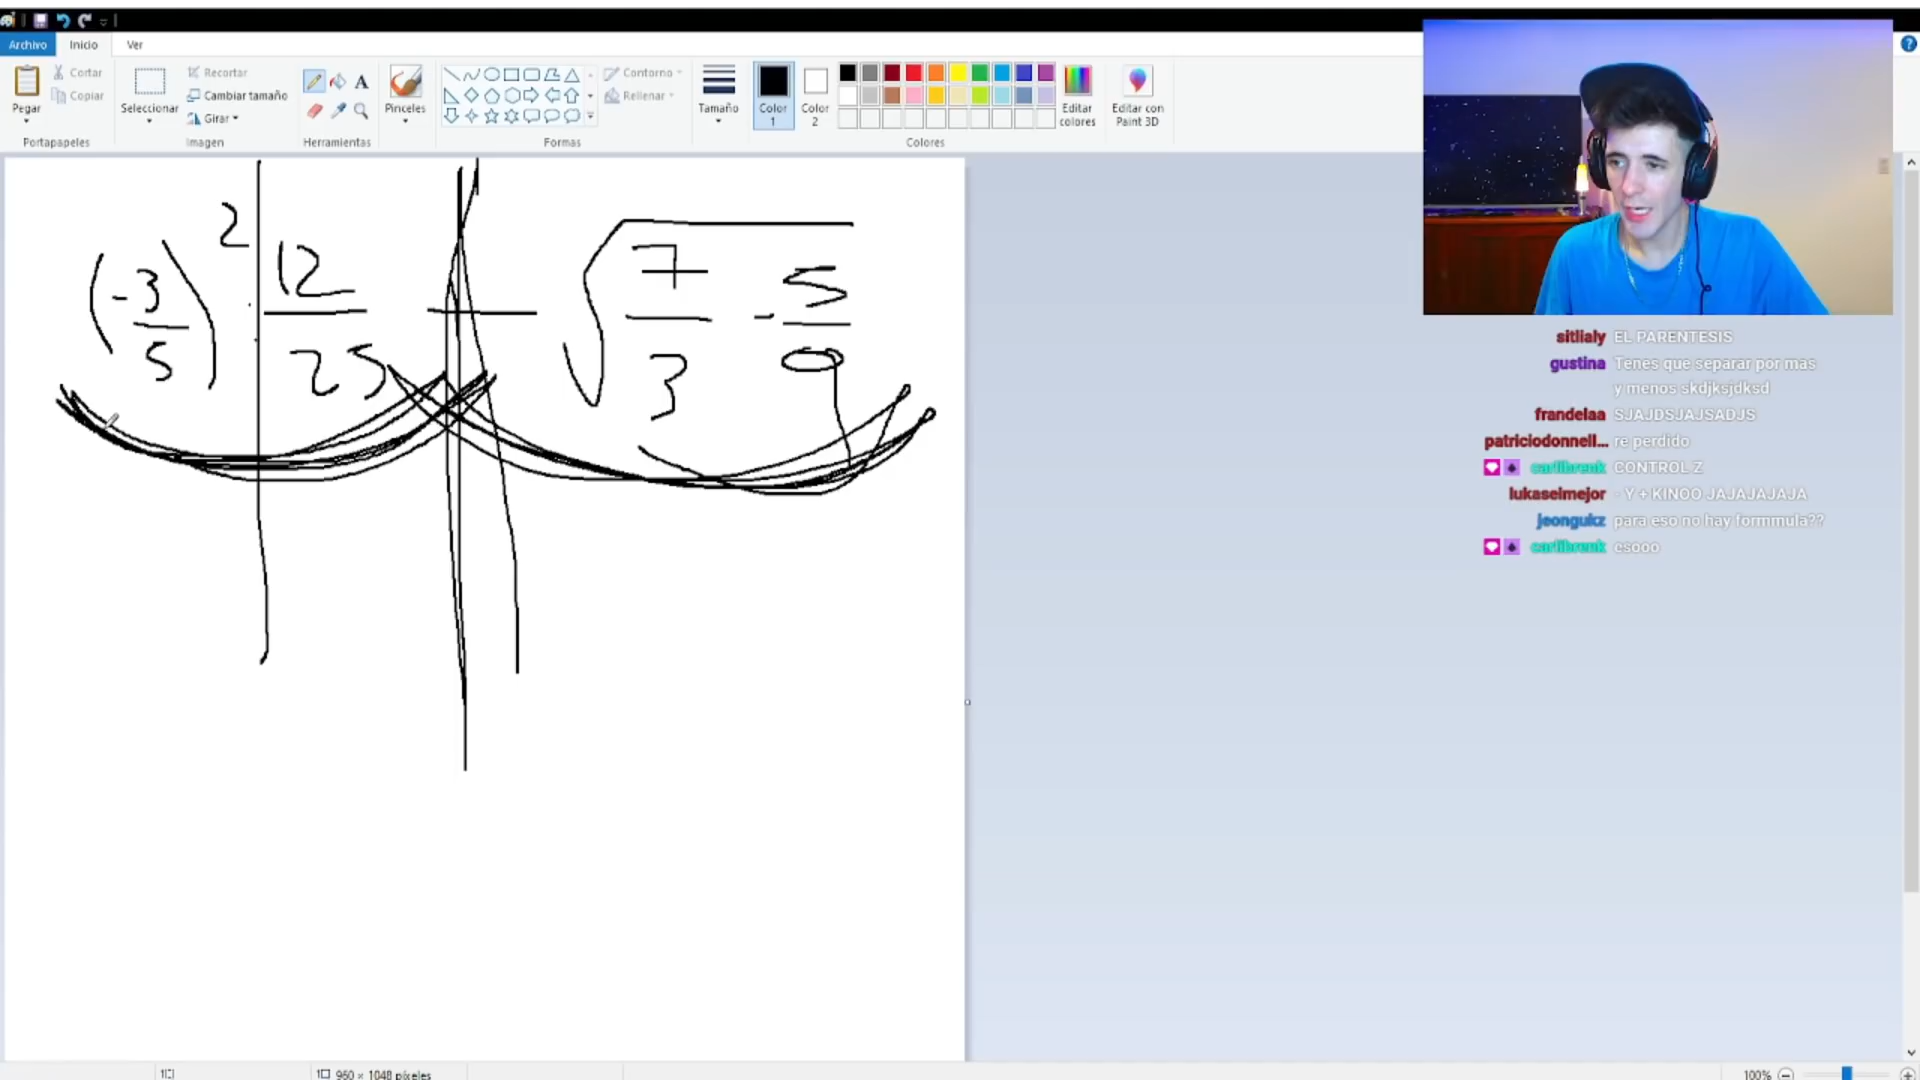 Archivo Inicio Ver
Pegar
Cortar
Copiar
Portapapeles
Seleccionar
Recortar
Cambiar tamaño
Girar
Imagen
A
Herramientas
Pinceles
Contorno
Rellenar
Formas
Tamaño
Color 1
Color 2
Editar colores
Editar con Paint 3D
Colores
(-3/5)² : 12/25 + √7/3 - 5/9
sitlialy EL PARENTESIS
gustina Tenes que separar por mas
y menos skdjksjdksd
frandelaa SJAJDSJAJSADJS
patriciodonnell... re perdido
carlibrenk CONTROL Z
lukaselmejor - Y + KINOO JAJAJAJAJA
jeongukz para eso no hay formmula??
carlibrenk csooo
960 × 1048 píxeles
100%